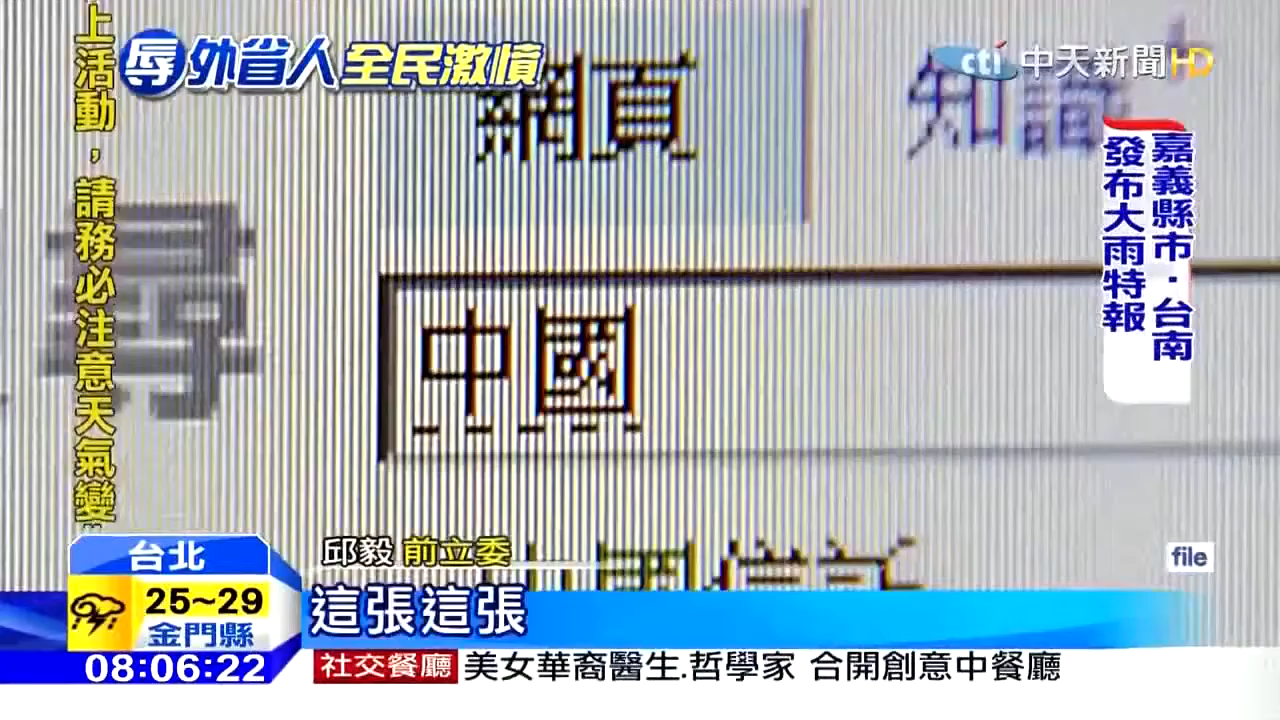 上活動，請務必注意天氣變
辱外省人 全民激憤
cti 中天新聞HD
網頁
知識
嘉義縣市．台南
發布大雨特報
尋
中國
邱毅 前立委
file
台北
25~29
金門縣
這張這張
08:06:22
社交餐廳 美女華裔醫生.哲學家 合開創意中餐廳